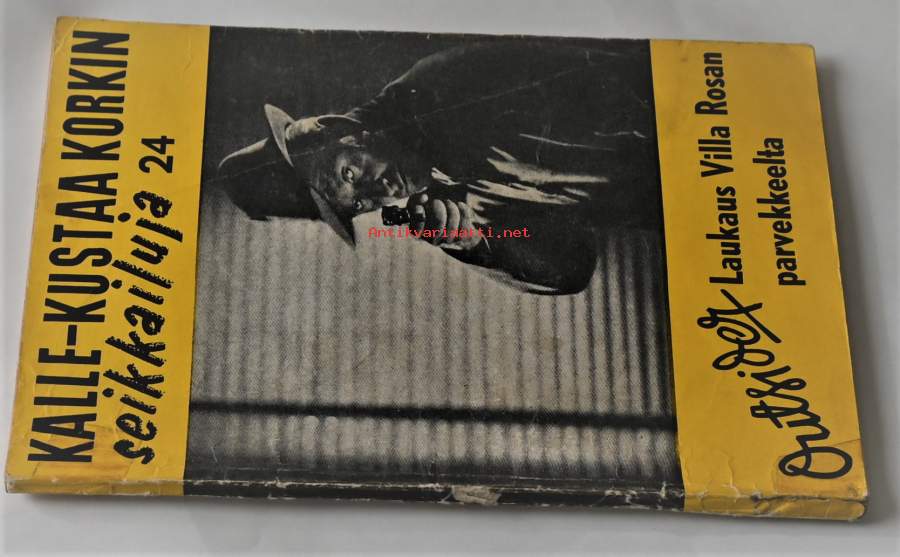 KALLE-KUSTAA KORKIN
seikkailuja 24
Antikvariaatti.net
Outsider Laukaus Villa Rosan
parvekkeelta